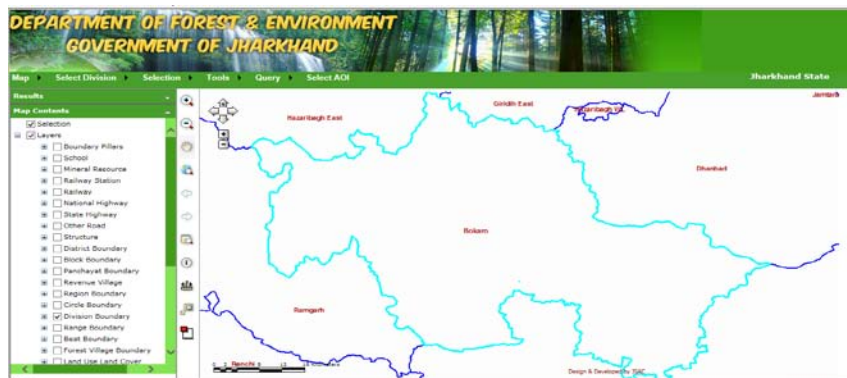 DEPARTMENT OF FOREST & ENVIRONMENT
GOVERNMENT OF JHARKHAND
Map Select Division Selection Tools Query Select AOI Jharkhand State
Results
Map Contents
Selection
Layers
Boundary Pillers
School
Mineral Resource
Railway Station
Railway
National Highway
State Highway
Other Road
Structure
District Boundary
Block Boundary
Panchayat Boundary
Revenue Village
Region Boundary
Circle Boundary
Division Boundary
Range Boundary
Beat Boundary
Forest Village Boundary
Land Use Land Cover
Hazaribagh East
Giridih East
Jamtara
Dhanbad
Bokaro
Ramgarh
Ranchi
Design & Developed by JSAC